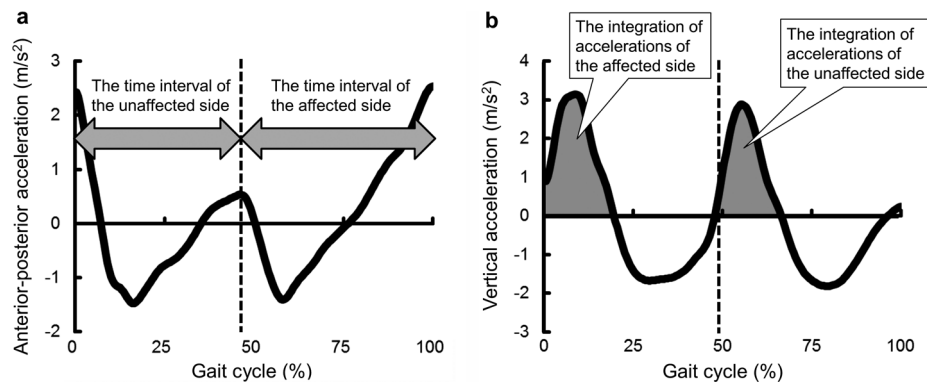 a
Anterior-posterior acceleration (m/s²)
3
2
1
0
-1
-2
The time interval of
the unaffected side
The time interval of
the affected side
0
25
50
75
100
Gait cycle (%)
b
Vertical acceleration (m/s²)
4
3
2
1
0
-1
-2
-3
The integration of
accelerations of
the affected side
The integration of
accelerations of
the unaffected side
0
25
50
75
100
Gait cycle (%)